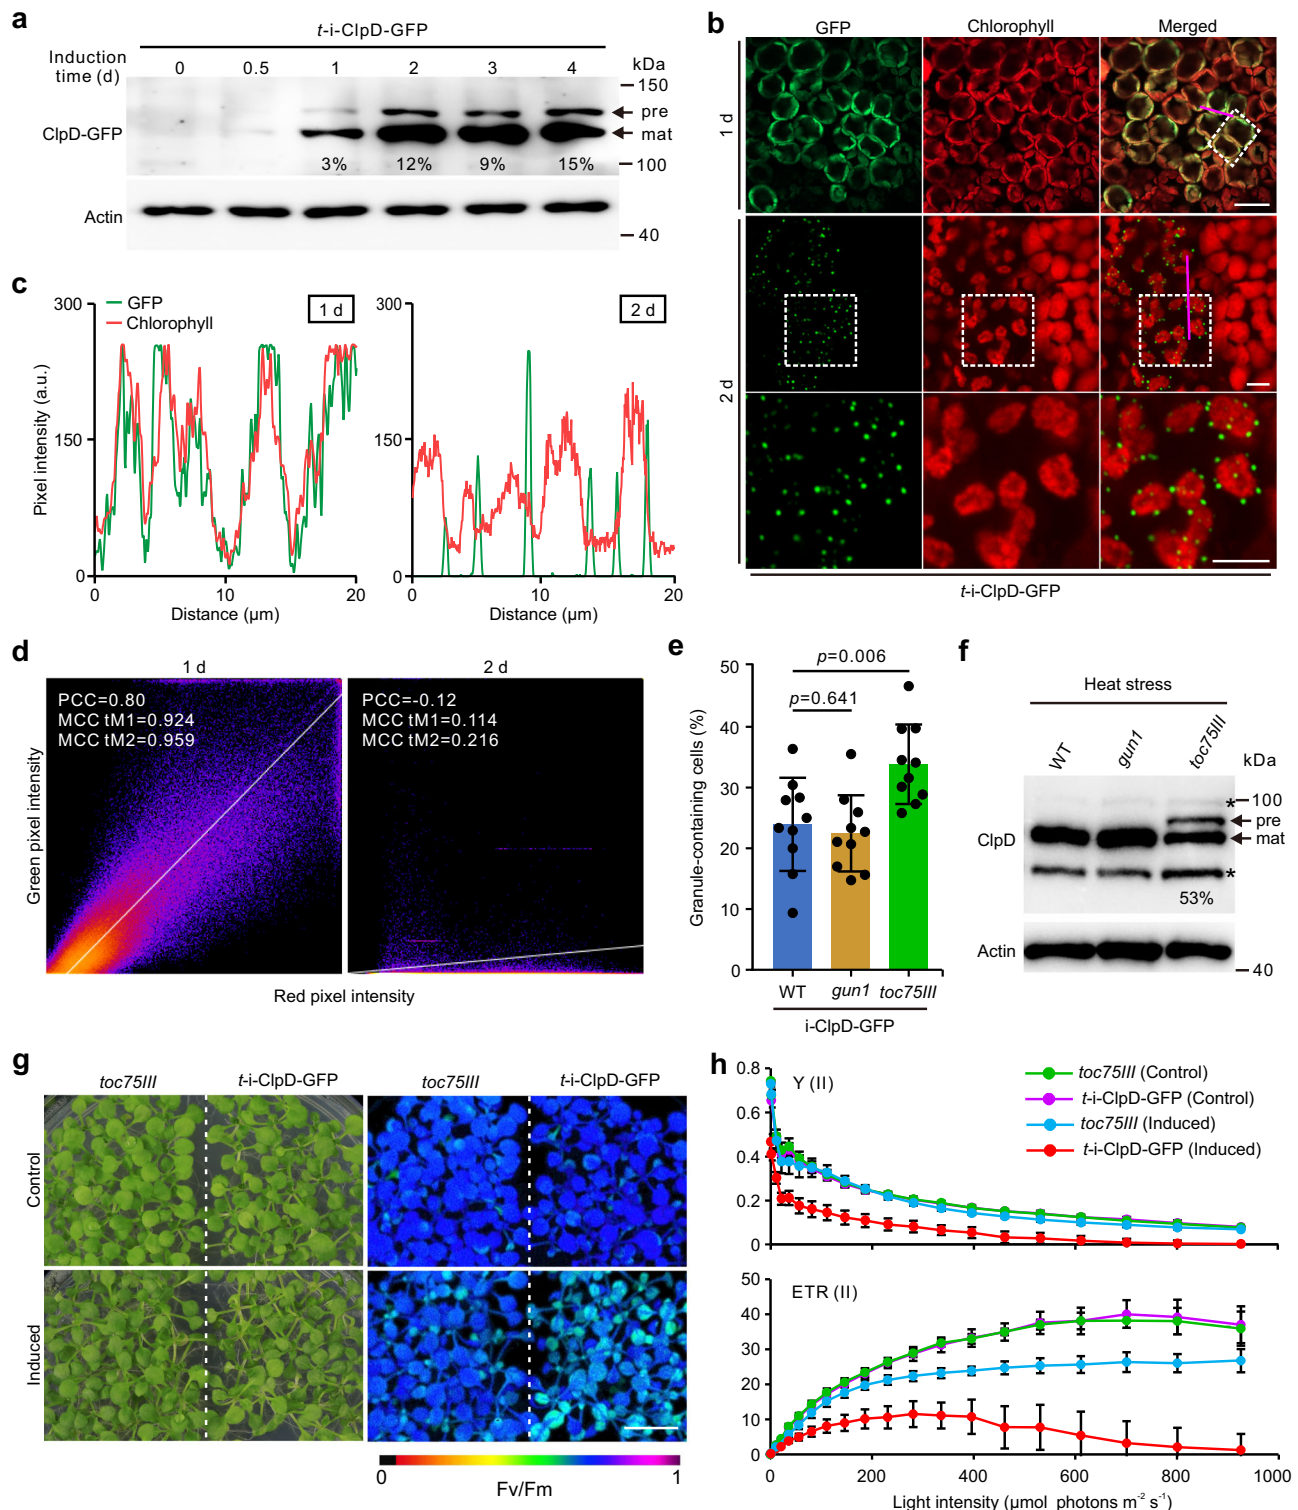 a
t-i-ClpD-GFP
Induction time (d)
0 0.5 1 2 3 4 kDa
150
pre
ClpD-GFP
mat
3% 12% 9% 15%
100
Actin
40
b
GFP Chlorophyll Merged
1 d
2 d
t-i-ClpD-GFP
c
GFP
Chlorophyll
1 d
2 d
Pixel intensity (a.u.)
300
150
0
0 10 20
Distance (µm)
300
150
0
0 10 20
Distance (µm)
d
1 d 2 d
PCC=0.80
MCC tM1=0.924
MCC tM2=0.959
PCC=-0.12
MCC tM1=0.114
MCC tM2=0.216
Green pixel intensity
Red pixel intensity
e
Granule-containing cells (%)
50
40
30
20
10
0
p=0.006
p=0.641
WT gun1 toc75III
i-ClpD-GFP
f
Heat stress
WT gun1 toc75III
kDa
*
100
pre
mat
ClpD
*
53%
Actin
40
g
toc75III t-i-ClpD-GFP toc75III t-i-ClpD-GFP
Control
Induced
0 1
Fv/Fm
h
Y (II)
toc75III (Control)
t-i-ClpD-GFP (Control)
toc75III (Induced)
t-i-ClpD-GFP (Induced)
0.8
0.6
0.4
0.2
0
ETR (II)
50
40
30
20
10
0
0 200 400 600 800 1000
Light intensity (µmol photons m⁻² s⁻¹)